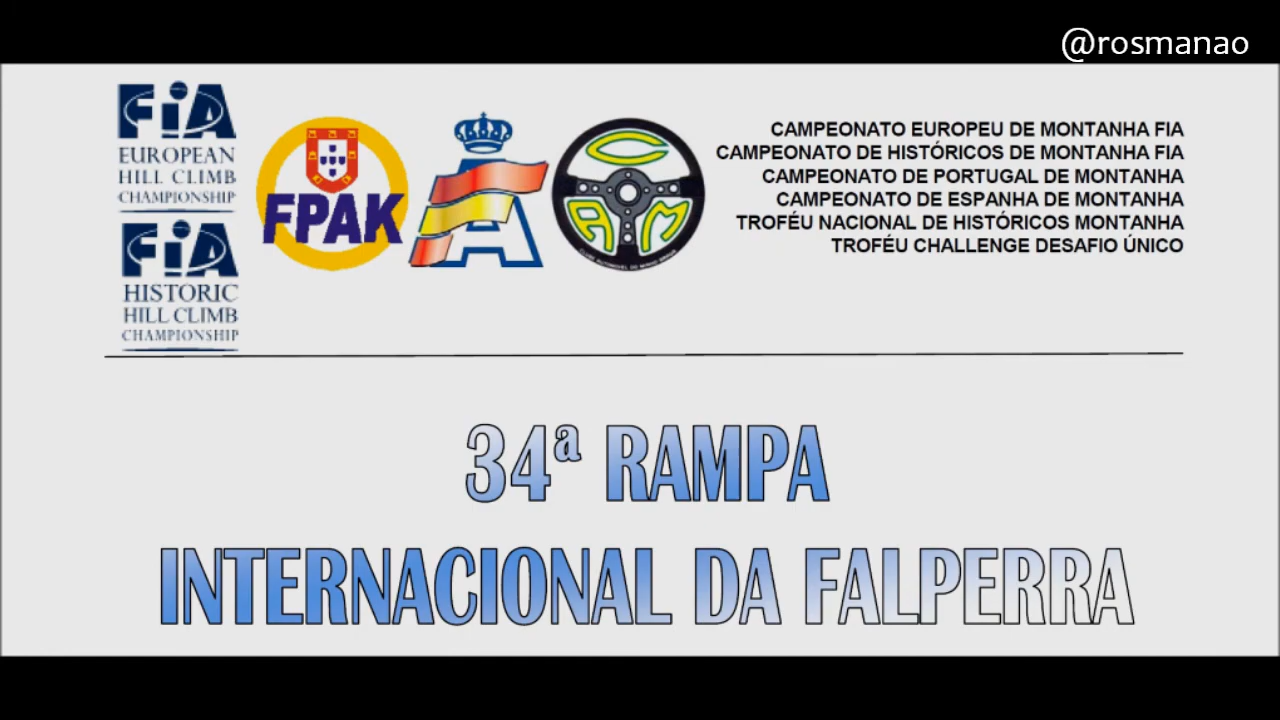 @rosmanao
FiA
EUROPEAN
HILL CLIMB
CHAMPIONSHIP
FiA
HISTORIC
HILL CLIMB
CHAMPIONSHIP
FPAK
C
A M
CAMPEONATO EUROPEU DE MONTANHA FIA
CAMPEONATO DE HISTÓRICOS DE MONTANHA FIA
CAMPEONATO DE PORTUGAL DE MONTANHA
CAMPEONATO DE ESPANHA DE MONTANHA
TROFÉU NACIONAL DE HISTÓRICOS MONTANHA
TROFÉU CHALLENGE DESAFIO ÚNICO
34ª RAMPA
INTERNACIONAL DA FALPERRA